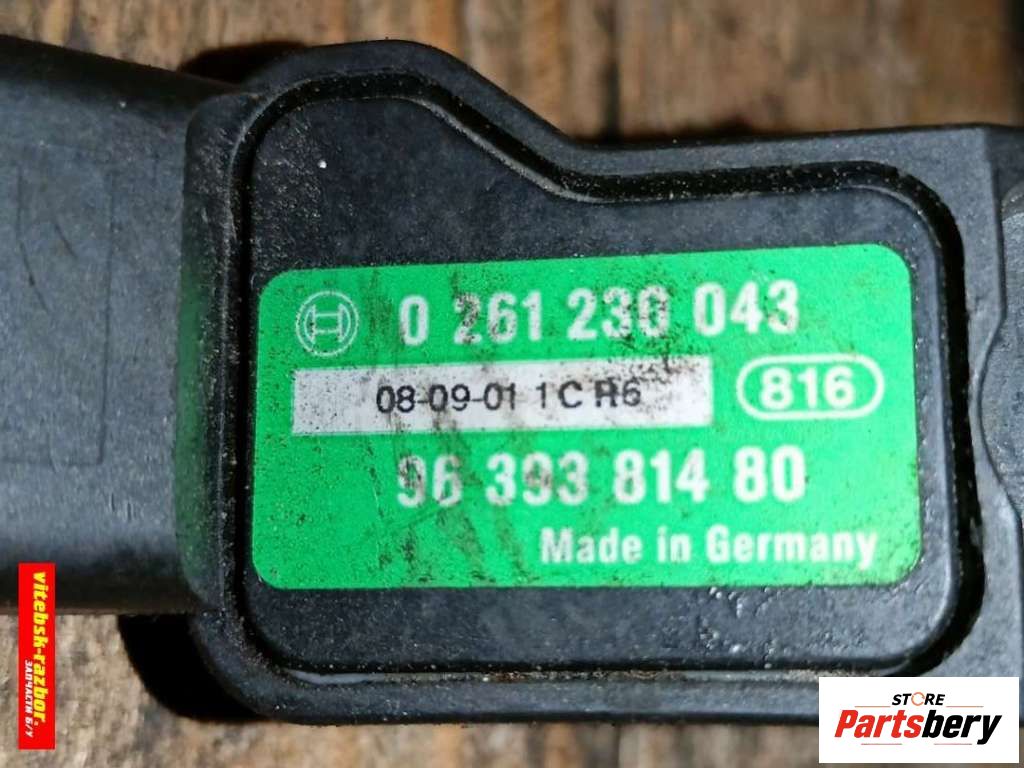 0 261 230 043
08-09-01 1 C R6
816
96 393 814 80
Made in Germany
vitebsk-razbor.
ЗАПЧАСТИ Б/У
STORE
Partsbery